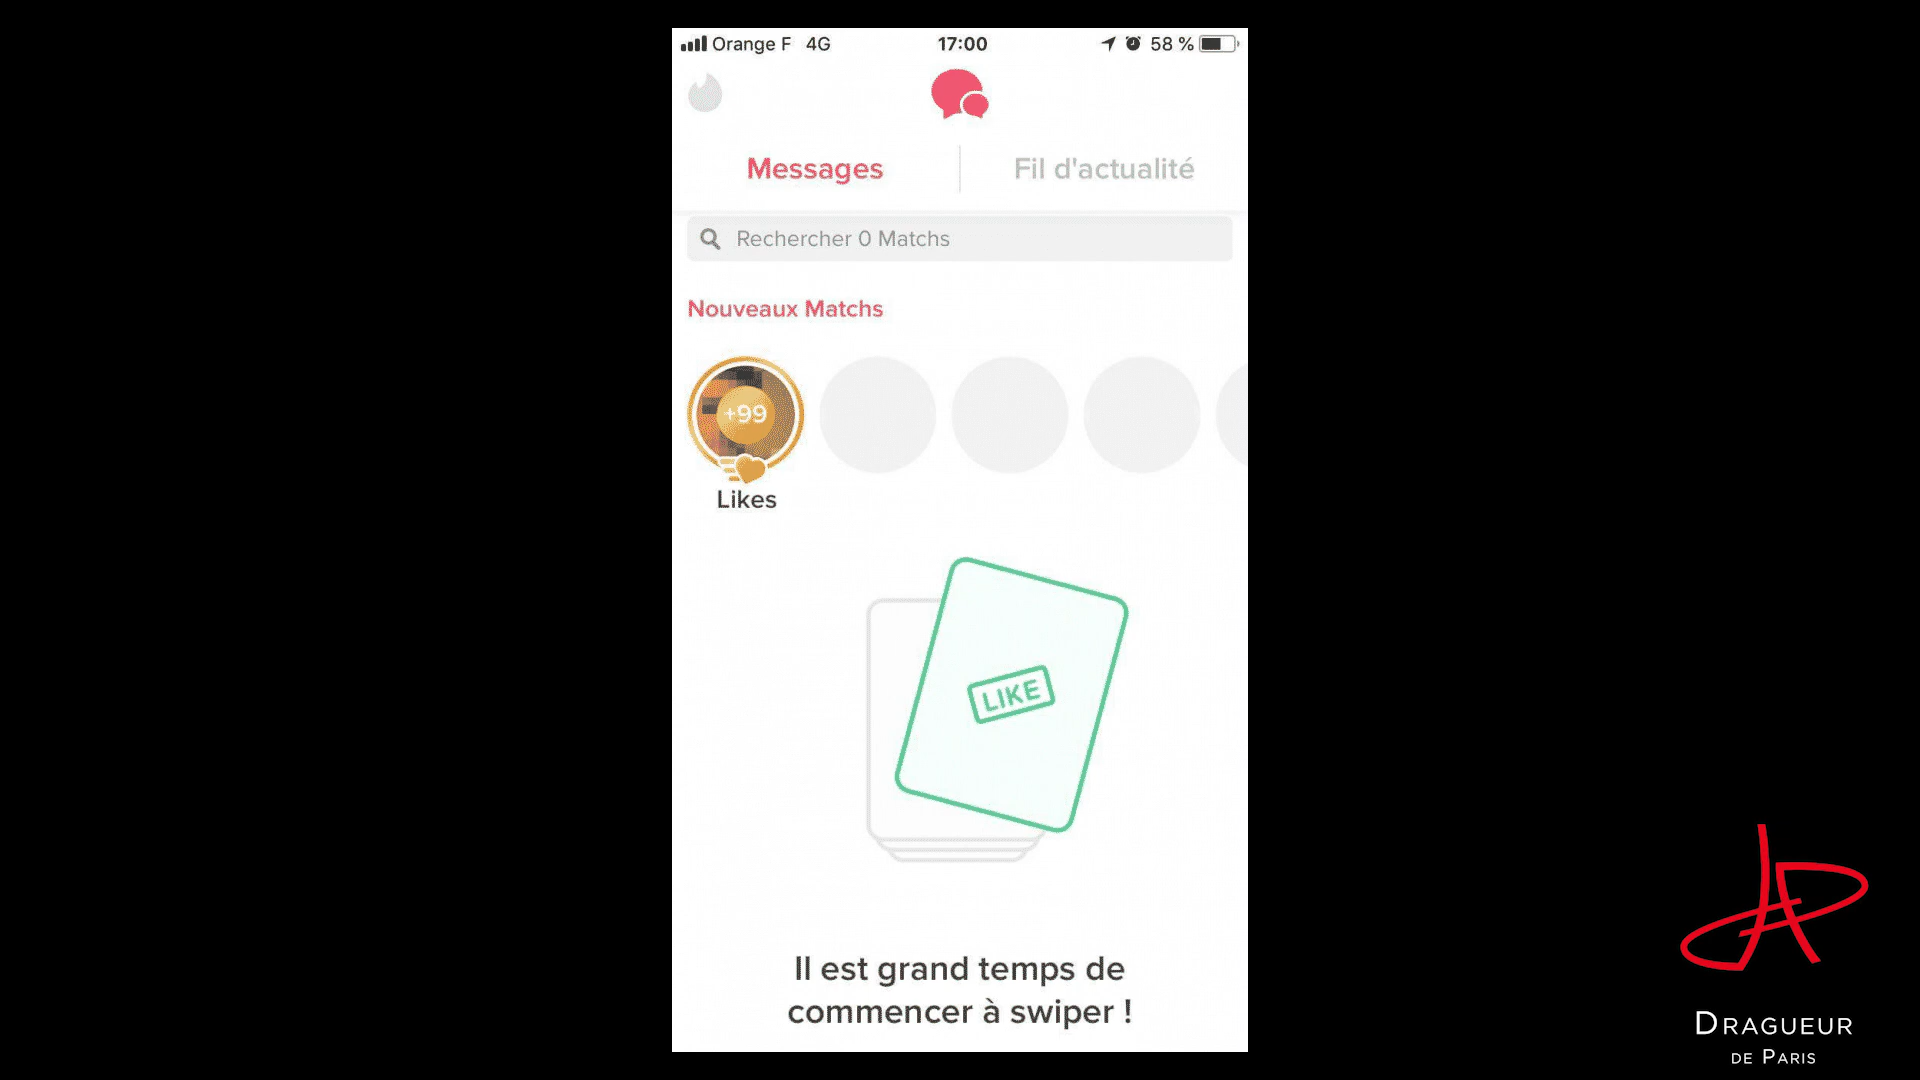 Orange F 4G 17:00 58 %
Messages Fil d'actualité
Rechercher 0 Matchs
Nouveaux Matchs
+99
Likes
LIKE
Il est grand temps de
commencer à swiper !
DRAGUEUR
DE PARIS